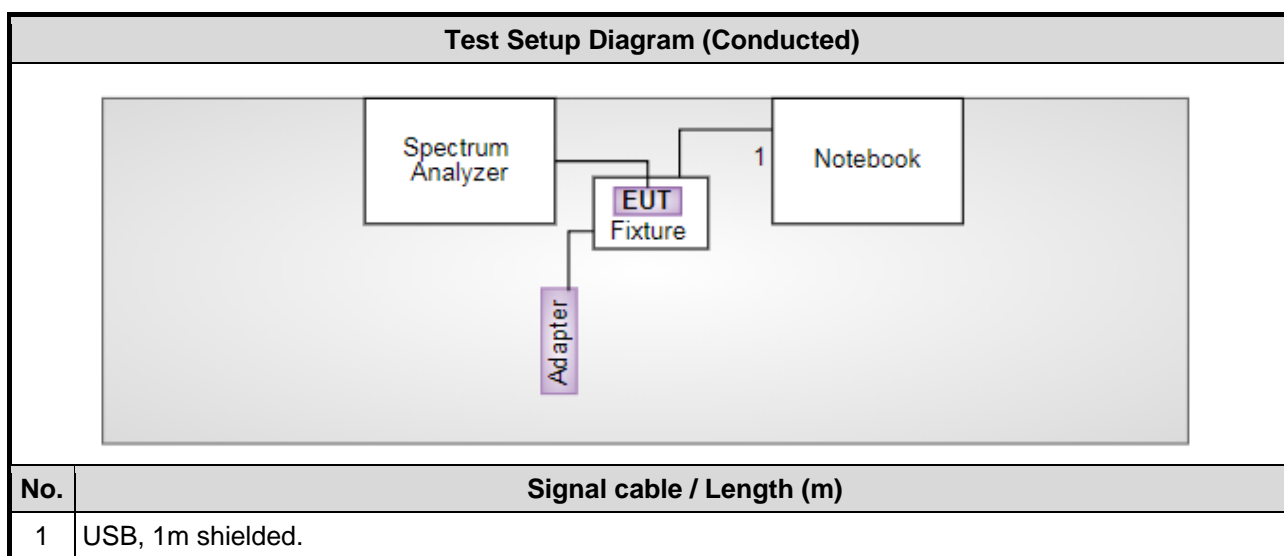 Test Setup Diagram (Conducted)
Spectrum
Analyzer
1
Notebook
EUT
Fixture
Adapter
No. Signal cable / Length (m)
1 USB, 1m shielded.